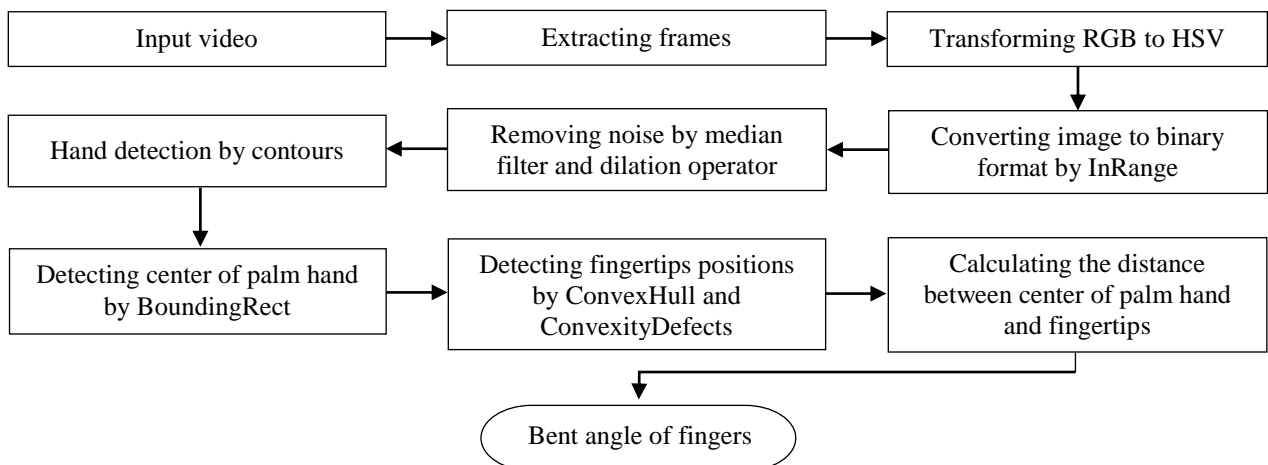 Input video
Extracting frames
Transforming RGB to HSV
Converting image to binary
format by InRange
Removing noise by median
filter and dilation operator
Hand detection by contours
Detecting center of palm hand
by BoundingRect
Detecting fingertips positions
by ConvexHull and
ConvexityDefects
Calculating the distance
between center of palm hand
and fingertips
Bent angle of fingers